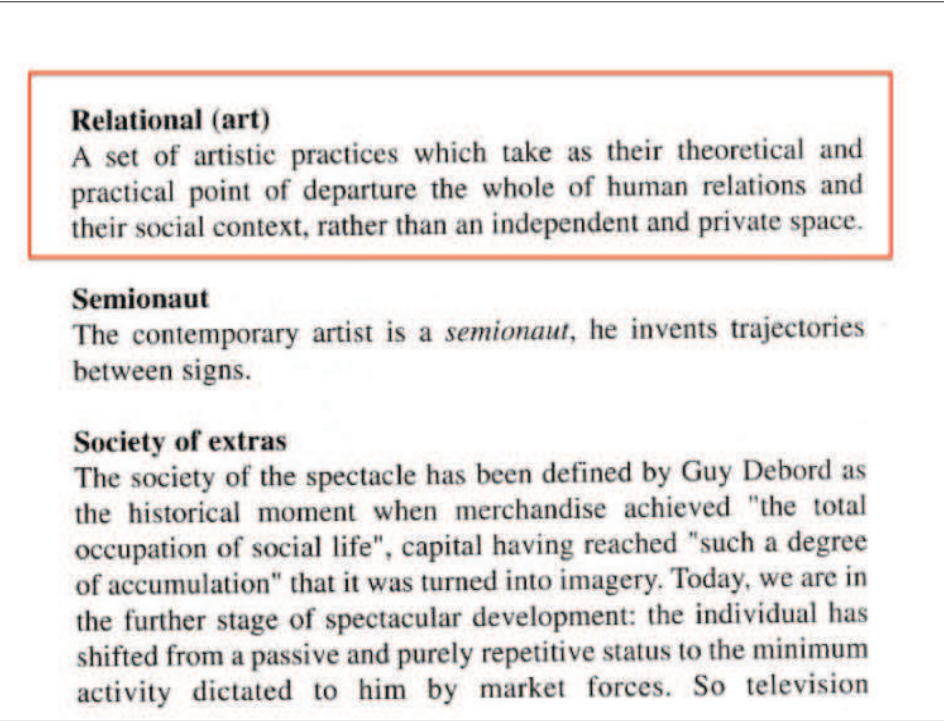 Relational (art)
A set of artistic practices which take as their theoretical and
practical point of departure the whole of human relations and
their social context, rather than an independent and private space.
Semionaut
The contemporary artist is a semionaut, he invents trajectories
between signs.
Society of extras
The society of the spectacle has been defined by Guy Debord as
the historical moment when merchandise achieved "the total
occupation of social life", capital having reached "such a degree
of accumulation" that it was turned into imagery. Today, we are in
the further stage of spectacular development: the individual has
shifted from a passive and purely repetitive status to the minimum
activity dictated to him by market forces. So television